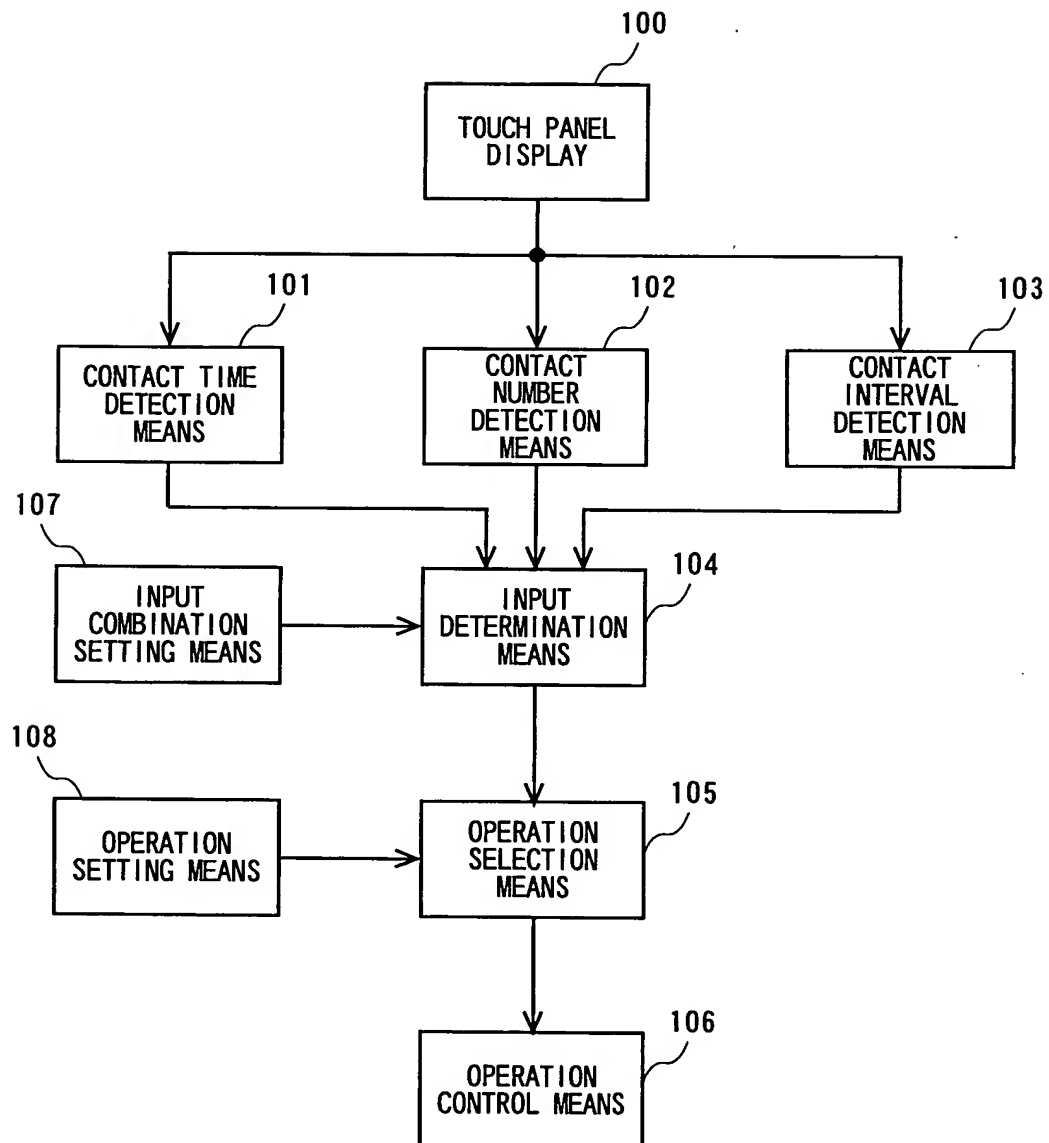 100
TOUCH PANEL
DISPLAY
101
102
103
CONTACT TIME
DETECTION
MEANS
CONTACT
NUMBER
DETECTION
MEANS
CONTACT
INTERVAL
DETECTION
MEANS
107
104
INPUT
COMBINATION
SETTING MEANS
INPUT
DETERMINATION
MEANS
108
105
OPERATION
SETTING MEANS
OPERATION
SELECTION
MEANS
106
OPERATION
CONTROL MEANS